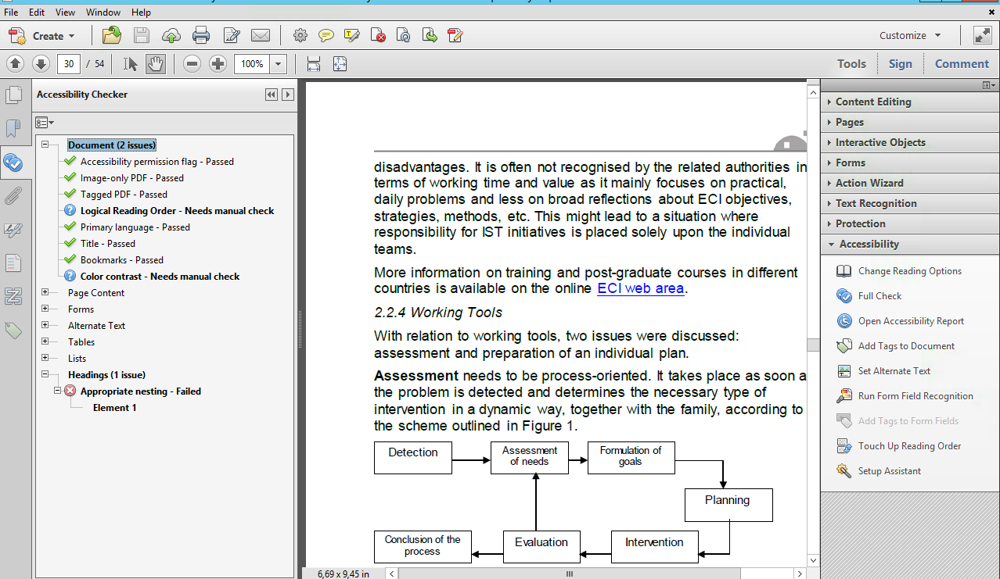 File Edit View Window Help
Create Customize
30 / 54 100% Tools Sign Comment
Accessibility Checker
Document (2 issues)
Accessibility permission flag - Passed
Image-only PDF - Passed
Tagged PDF - Passed
Logical Reading Order - Needs manual check
Primary language - Passed
Title - Passed
Bookmarks - Passed
Color contrast - Needs manual check
Page Content
Forms
Alternate Text
Tables
Lists
Headings (1 issue)
Appropriate nesting - Failed
Element 1
disadvantages. It is often not recognised by the related authorities in
terms of working time and value as it mainly focuses on practical,
daily problems and less on broad reflections about ECI objectives,
strategies, methods, etc. This might lead to a situation where
responsibility for IST initiatives is placed solely upon the individual
teams.
More information on training and post-graduate courses in different
countries is available on the online ECI web area.
2.2.4 Working Tools
With relation to working tools, two issues were discussed:
assessment and preparation of an individual plan.
Assessment needs to be process-oriented. It takes place as soon a
the problem is detected and determines the necessary type of
intervention in a dynamic way, together with the family, according to
the scheme outlined in Figure 1.
Detection
Assessment
of needs
Formulation of
goals
Planning
Conclusion of the
process
Evaluation
Intervention
6,69 x 9,45 in
Content Editing
Pages
Interactive Objects
Forms
Action Wizard
Text Recognition
Protection
Accessibility
Change Reading Options
Full Check
Open Accessibility Report
Add Tags to Document
Set Alternate Text
Run Form Field Recognition
Add Tags to Form Fields
Touch Up Reading Order
Setup Assistant